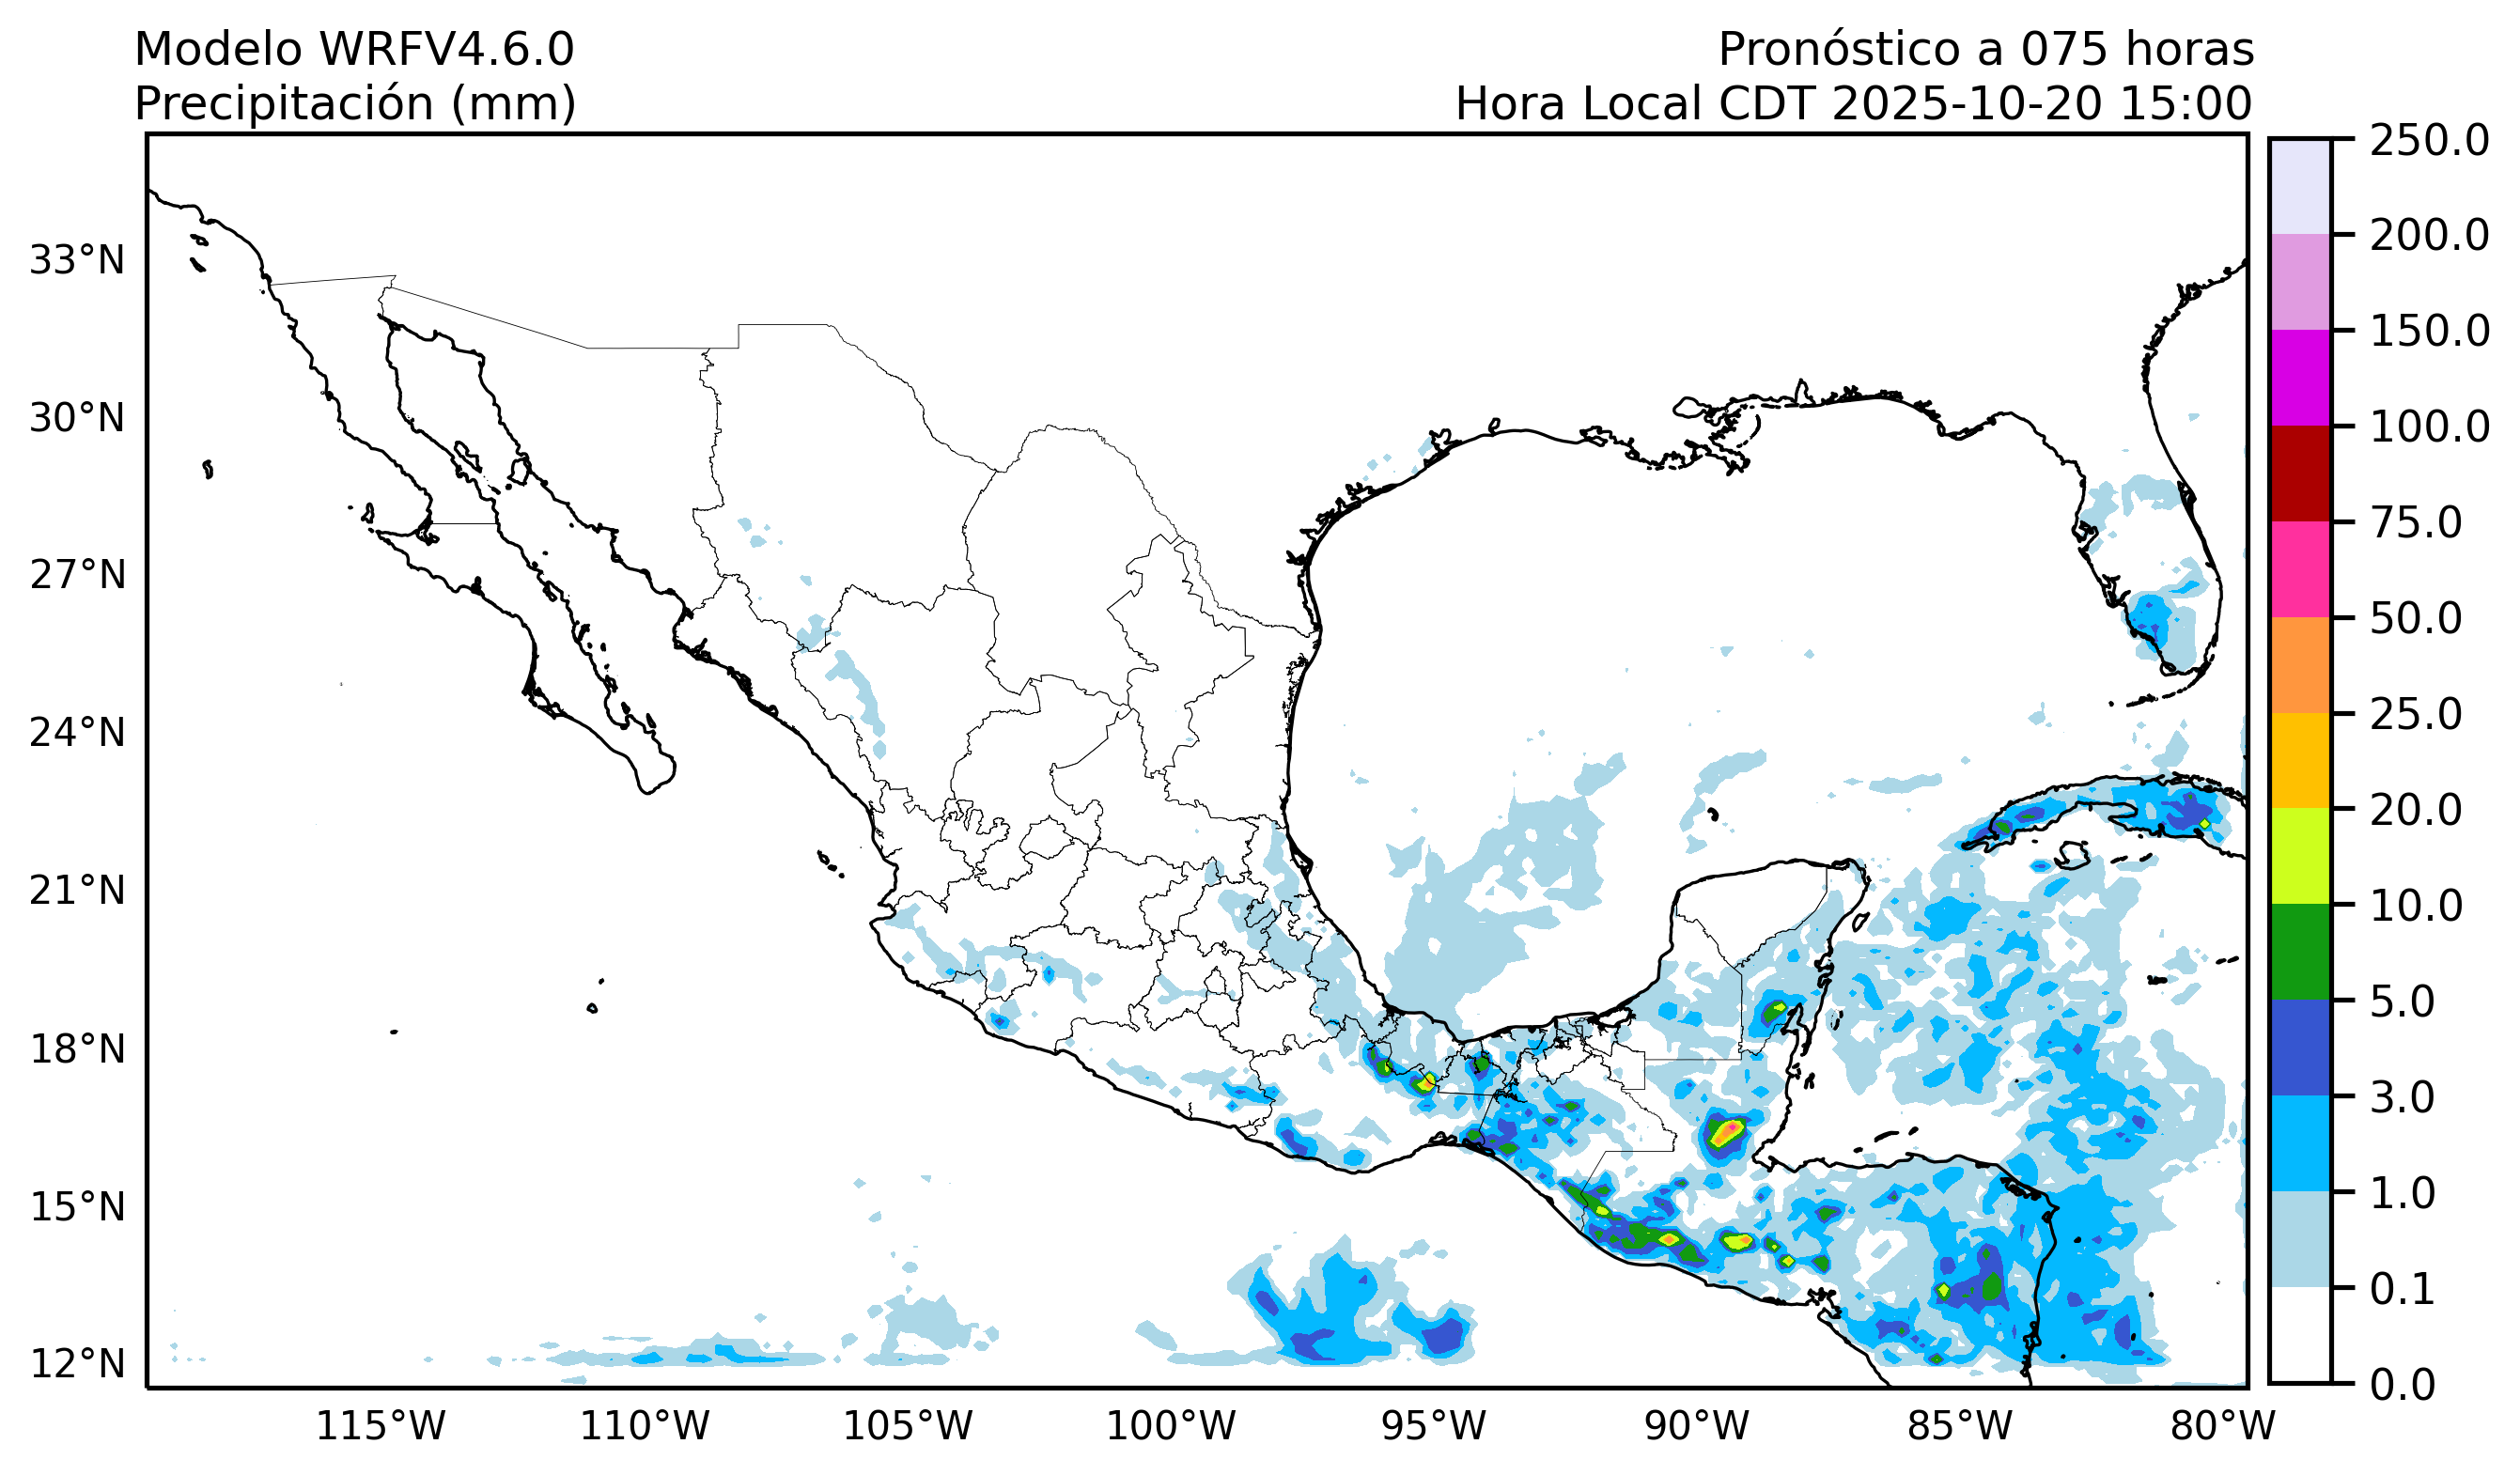 Modelo WRFV4.6.0
Precipitación (mm)
Pronóstico a 075 horas
Hora Local CDT 2025-10-20 15:00
33°N
30°N
27°N
24°N
21°N
18°N
15°N
12°N
115°W
110°W
105°W
100°W
95°W
90°W
85°W
80°W
250.0
200.0
150.0
100.0
75.0
50.0
25.0
20.0
10.0
5.0
3.0
1.0
0.1
0.0